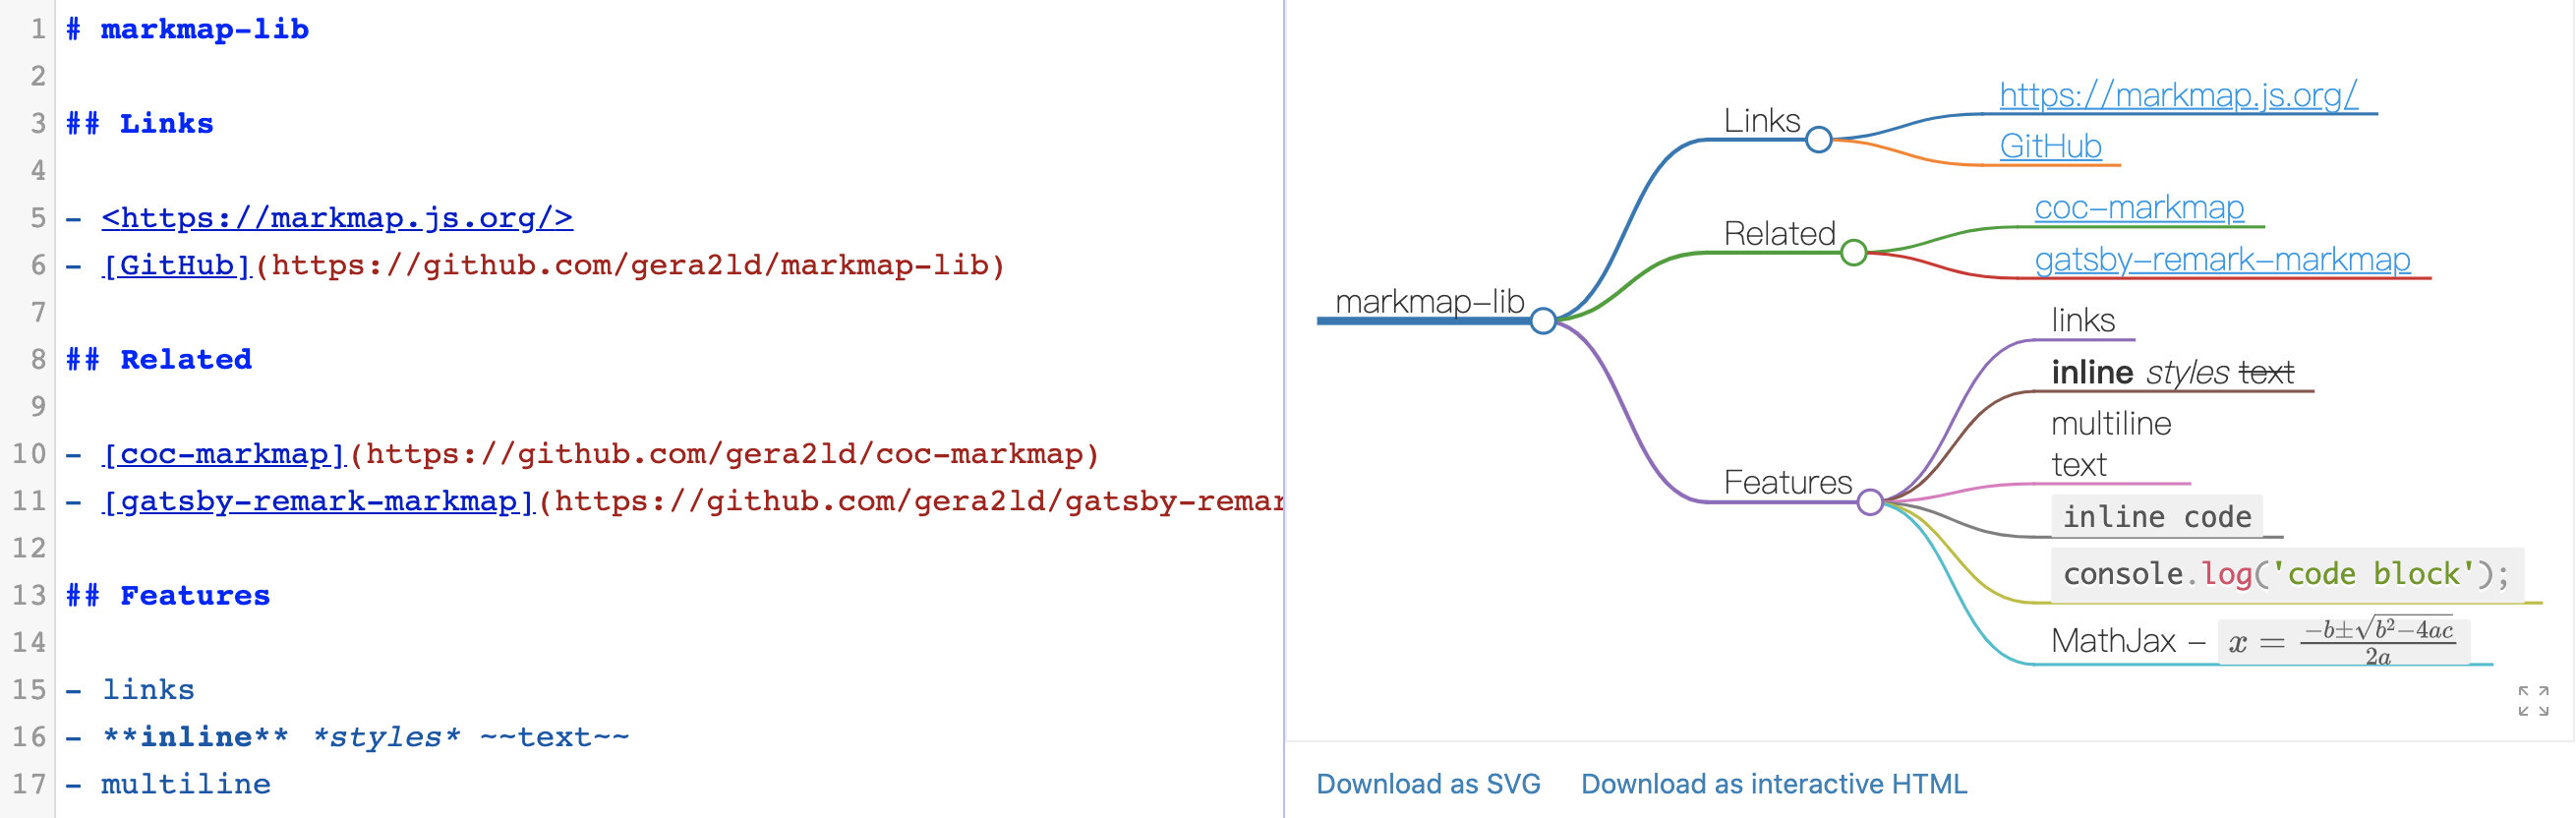 1 # markmap-lib
2
3 ## Links
4
5 - <https://markmap.js.org/>
6 - [GitHub](https://github.com/gera2ld/markmap-lib)
7
8 ## Related
9
10 - [coc-markmap](https://github.com/gera2ld/coc-markmap)
11 - [gatsby-remark-markmap](https://github.com/gera2ld/gatsby-remar
12
13 ## Features
14
15 - links
16 - **inline** *styles* ~~text~~
17 - multiline
markmap-lib
Links
https://markmap.js.org/
GitHub
Related
coc-markmap
gatsby-remark-markmap
Features
links
inline styles text
multiline
text
inline code
console.log('code block');
MathJax - x = \frac{-b±\sqrt{b^2-4ac}}{2a}
Download as SVG Download as interactive HTML